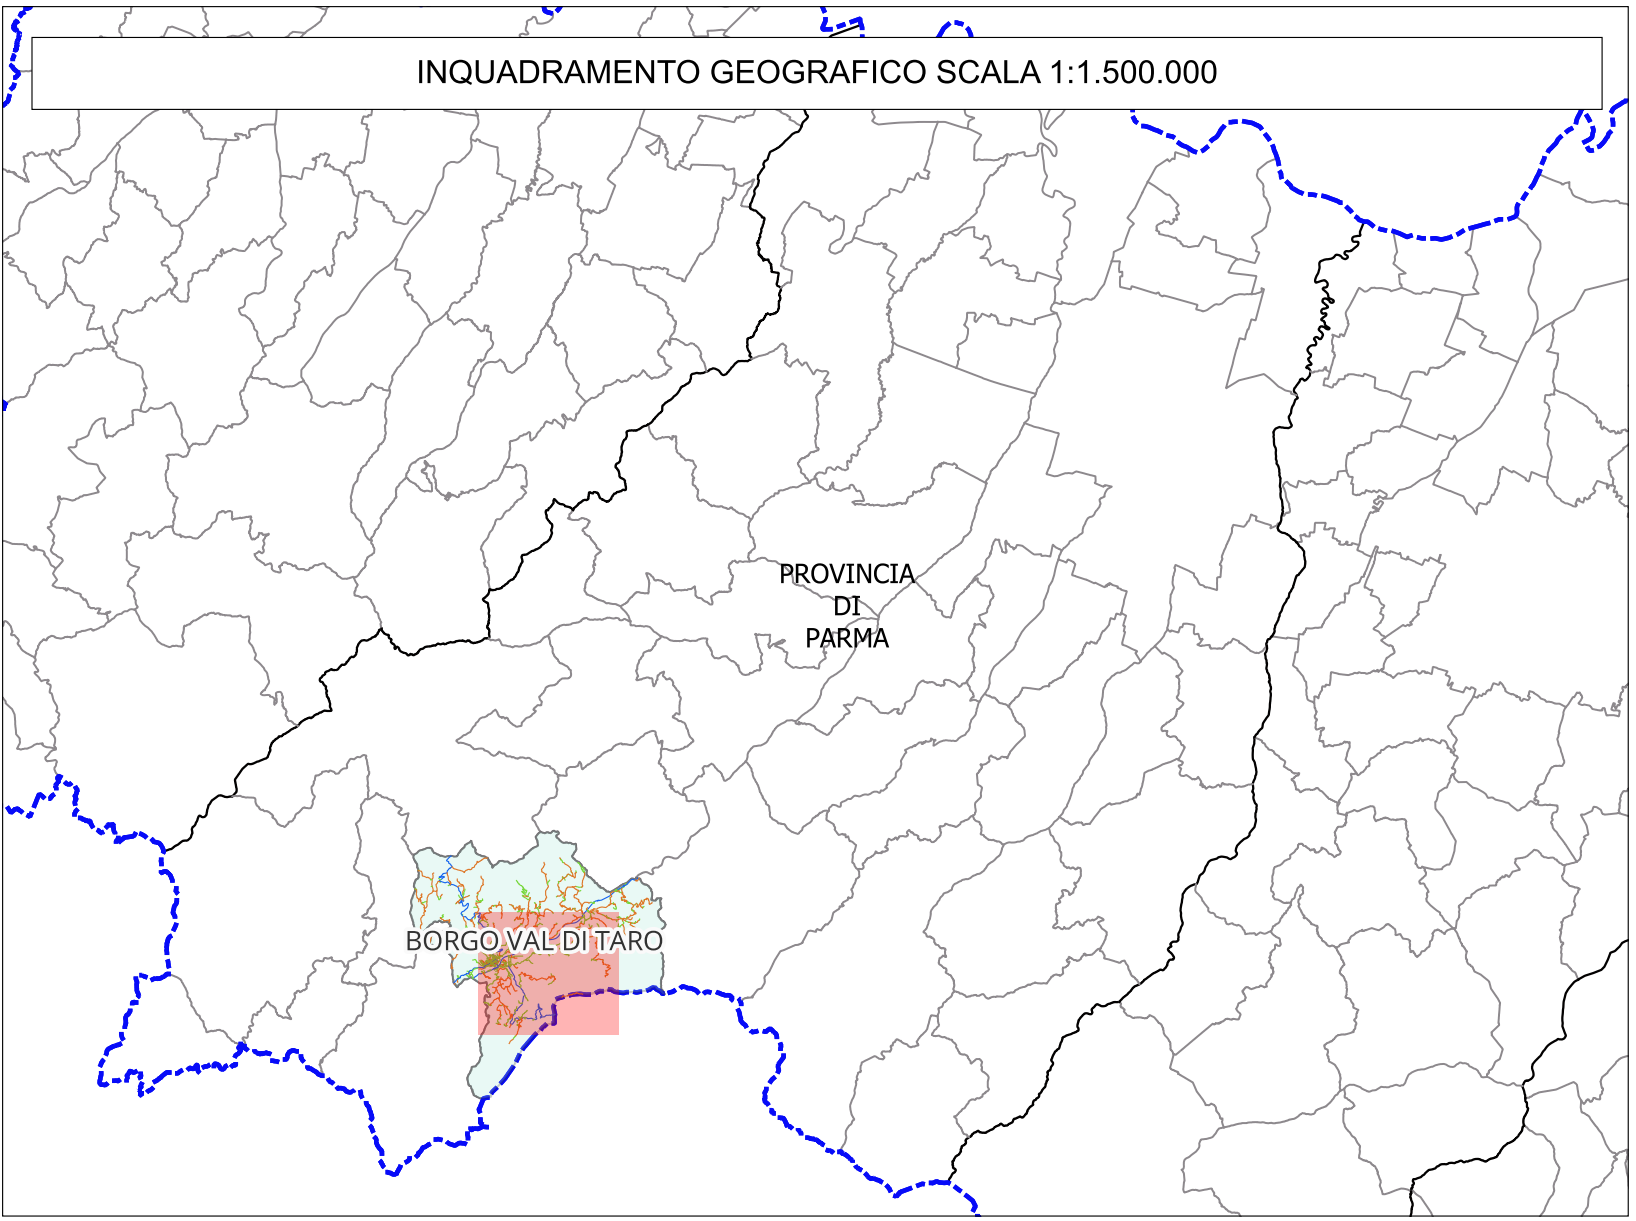 INQUADRAMENTO GEOGRAFICO SCALA 1:1.500.000
PROVINCIA
DI
PARMA
BORGO VAL DI TARO